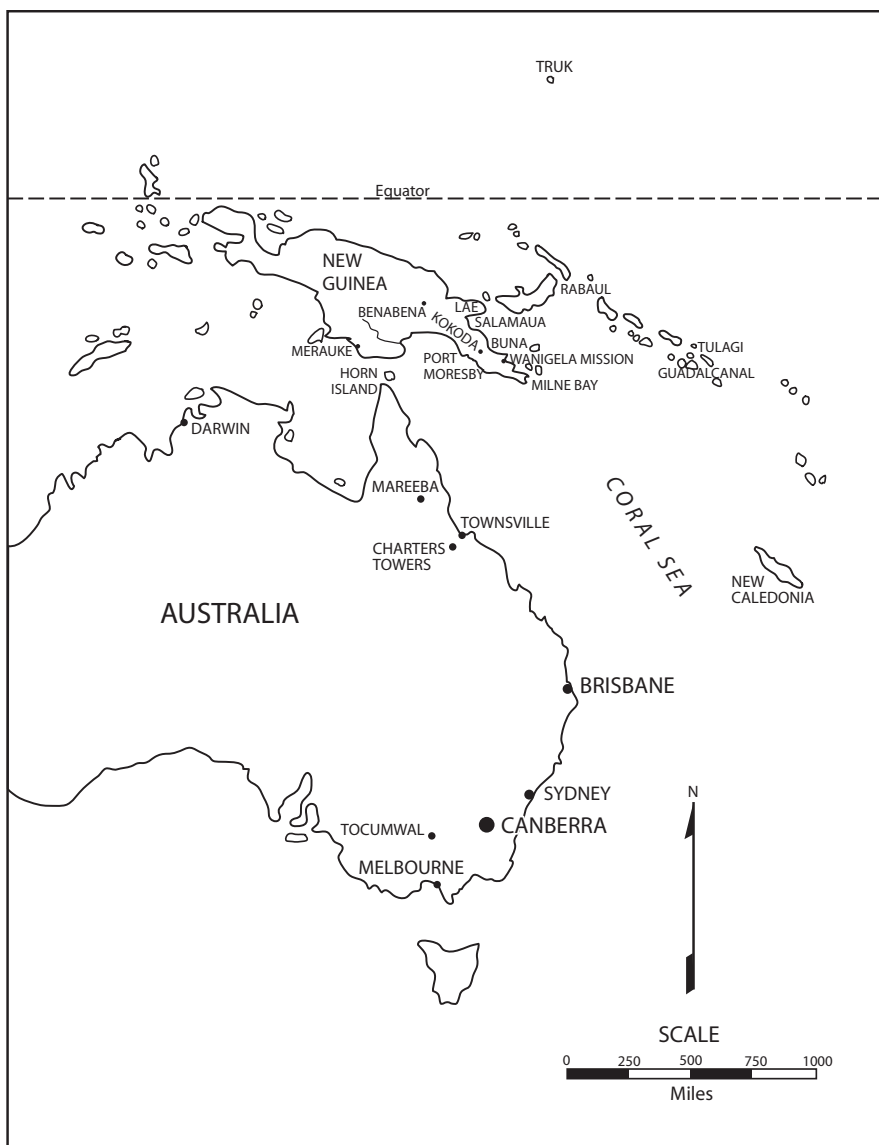 TRUK
Equator
NEW
GUINEA
RABAUL
BENABENA
LAE
KOKODA
SALAMAUA
BUNA
TULAGI
MERAUKE
PORT
MORESBY
WANIGELA MISSION
GUADALCANAL
HORN
ISLAND
MILNE BAY
DARWIN
MAREEBA
CORAL SEA
TOWNSVILLE
CHARTERS
TOWERS
NEW
CALEDONIA
AUSTRALIA
BRISBANE
N
SYDNEY
CANBERRA
TOCUMWAL
MELBOURNE
SCALE
0 250 500 750 1000
Miles